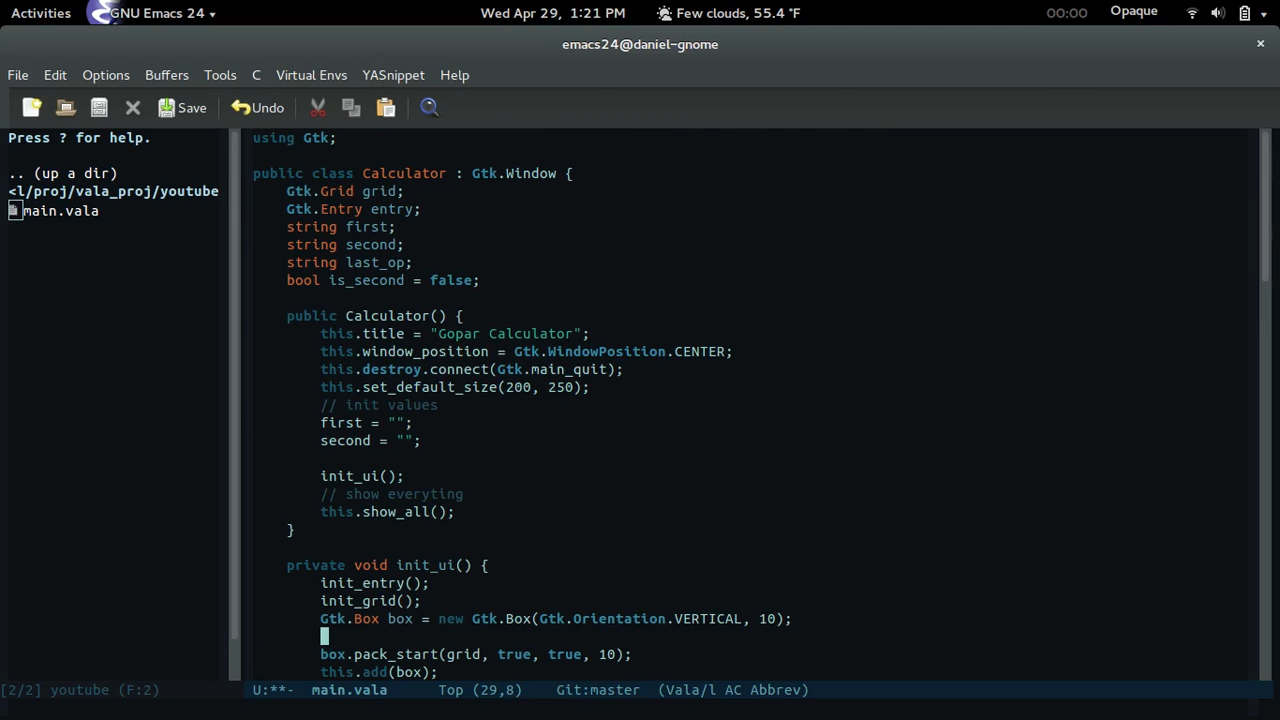 Activities GNU Emacs 24 Wed Apr 29, 1:21 PM Few clouds, 55.4 °F 00:00 Opaque
emacs24@daniel-gnome
File Edit Options Buffers Tools C Virtual Envs YASnippet Help
Save Undo
Press ? for help.
.. (up a dir)
<l/proj/vala_proj/youtube
main.vala
using Gtk;
public class Calculator : Gtk.Window {
Gtk.Grid grid;
Gtk.Entry entry;
string first;
string second;
string last_op;
bool is_second = false;
public Calculator() {
this.title = "Gopar Calculator";
this.window_position = Gtk.WindowPosition.CENTER;
this.destroy.connect(Gtk.main_quit);
this.set_default_size(200, 250);
// init values
first = "";
second = "";
init_ui();
// show everyting
this.show_all();
}
private void init_ui() {
init_entry();
init_grid();
Gtk.Box box = new Gtk.Box(Gtk.Orientation.VERTICAL, 10);
box.pack_start(grid, true, true, 10);
this.add(box);
[2/2] youtube (F:2) U:**- main.vala Top (29,8) Git:master (Vala/l AC Abbrev)